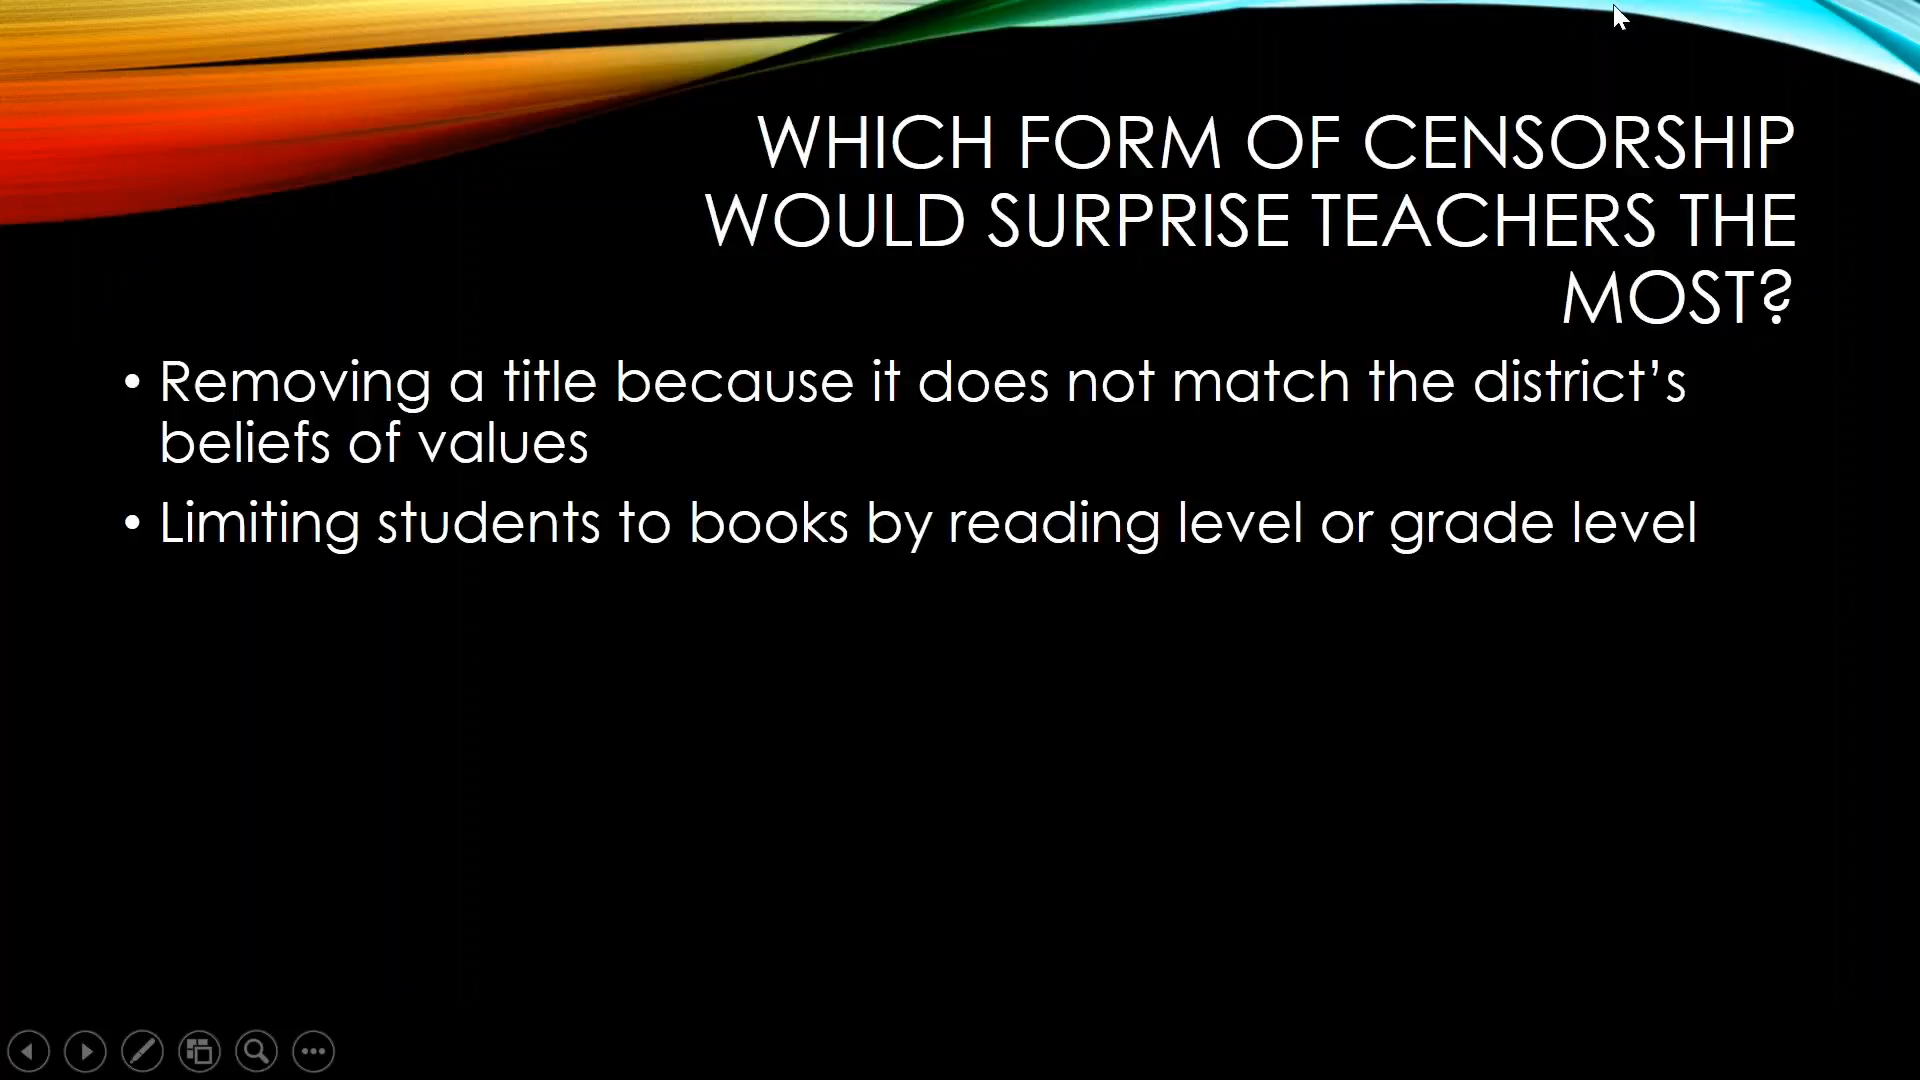 WHICH FORM OF CENSORSHIP
WOULD SURPRISE TEACHERS THE
MOST?
• Removing a title because it does not match the district’s
beliefs of values
• Limiting students to books by reading level or grade level